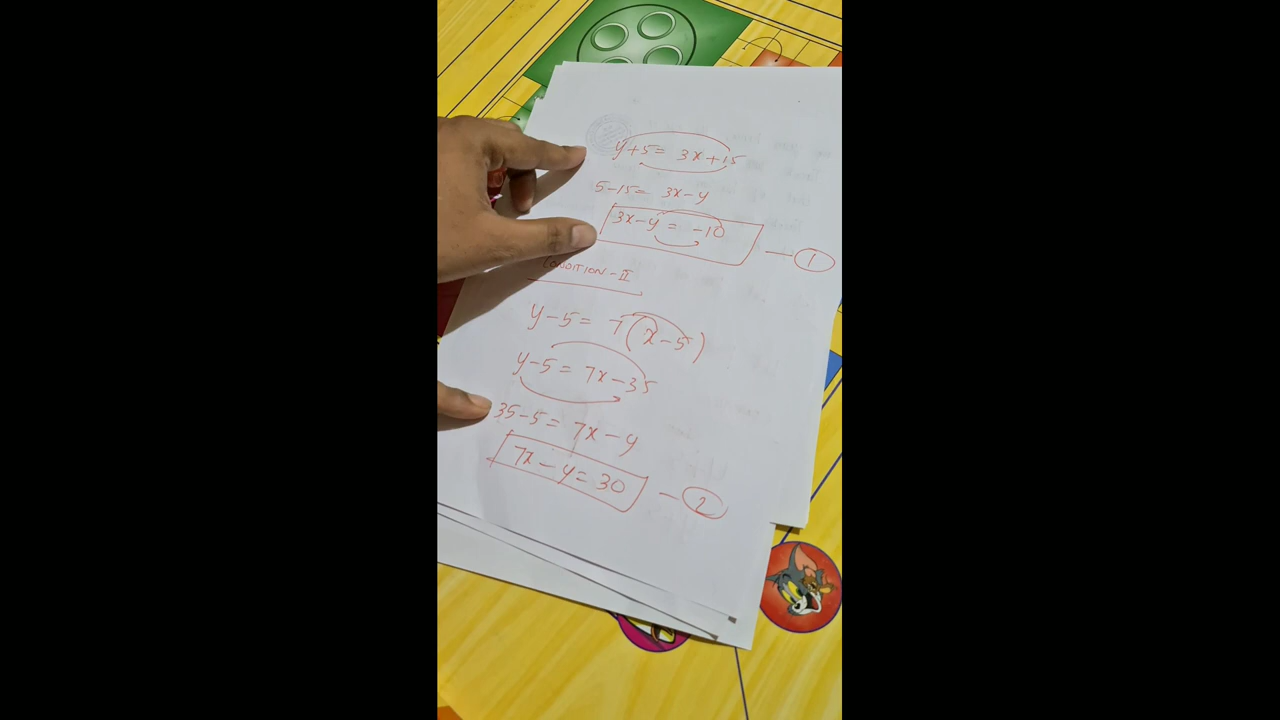 y+5= 3x+15
5-15= 3x-y
3x-y = -10 — 1
CONDITION-II
y-5= 7(x-5)
y-5= 7x-35
35-5= 7x-y
7x-y=30 — 2